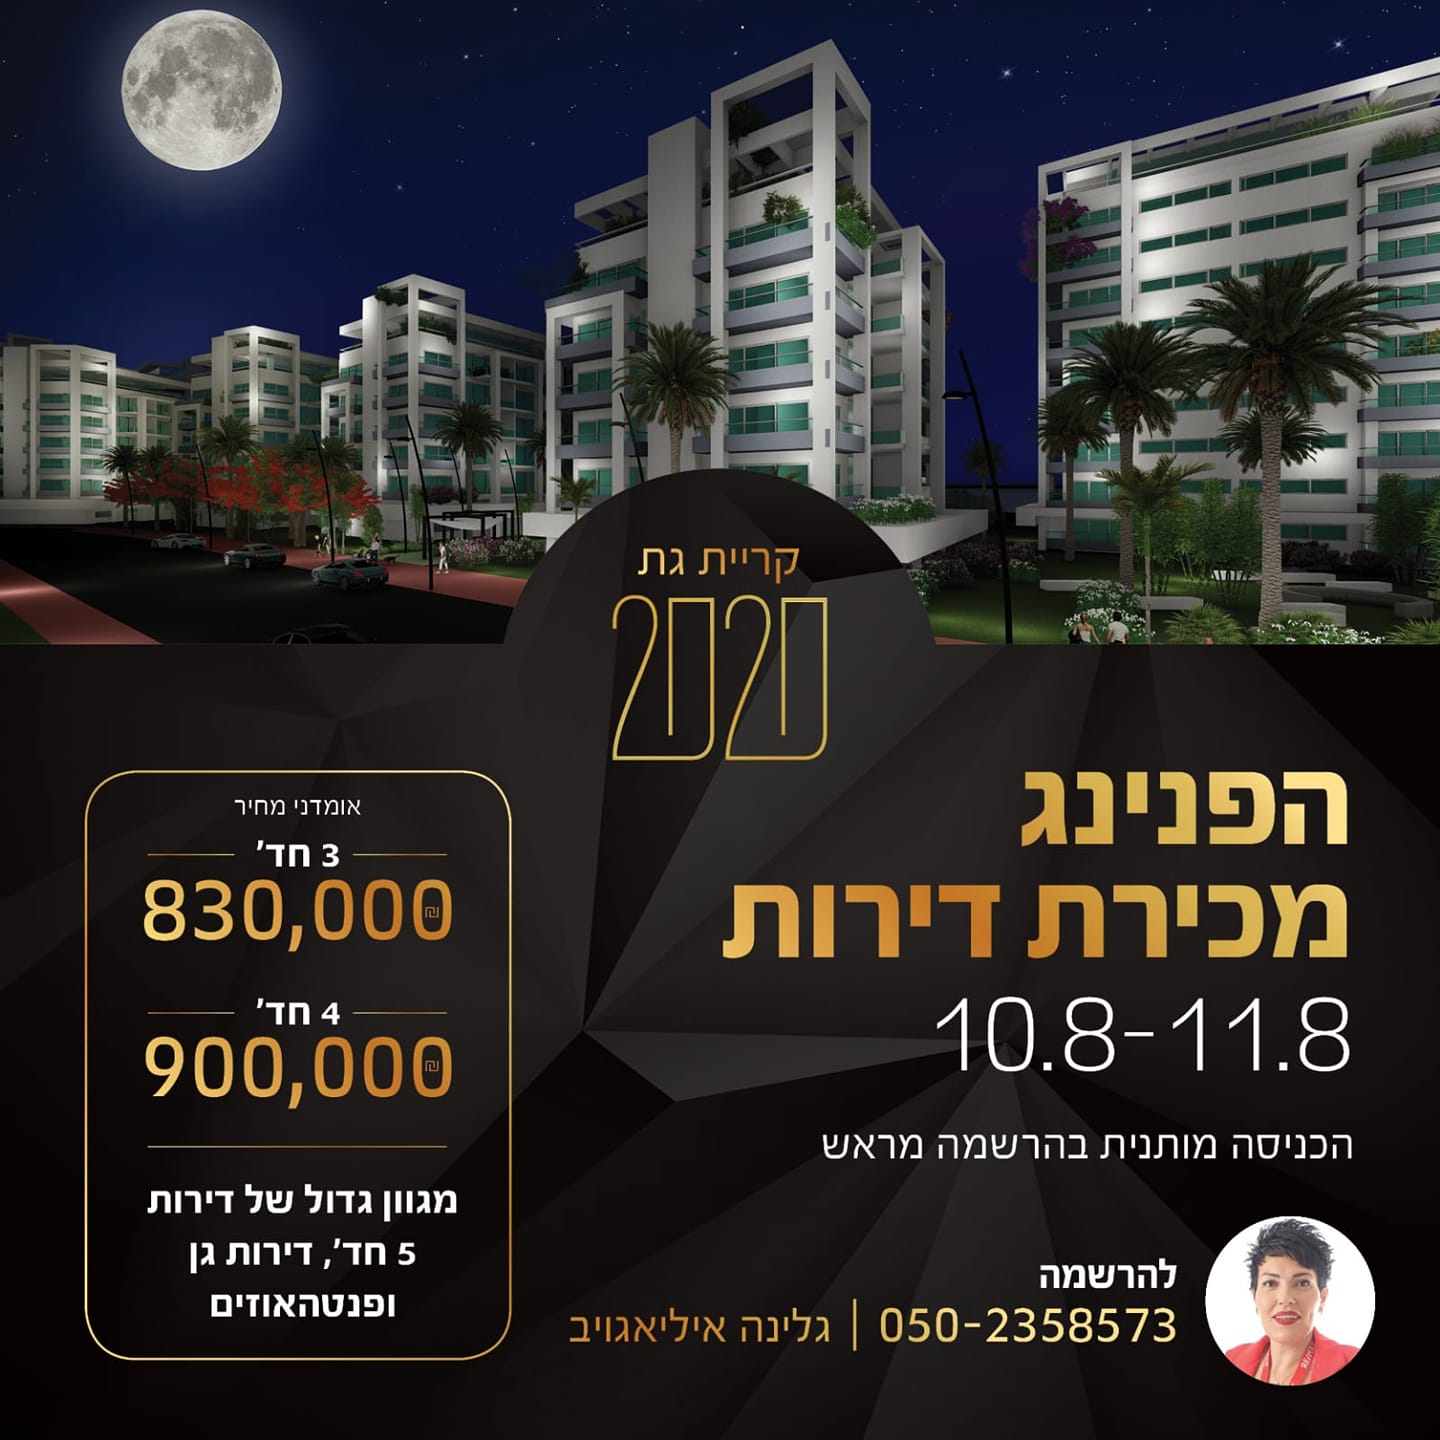 קריית גת
2020
הפנינג
מכירת דירות
10.8-11.8
הכניסה מותנית בהרשמה מראש
להרשמה
050-2358573 | גלינה איליאגויב
אומדני מחיר
3 חד'
830,000 ₪
4 חד'
900,000 ₪
מגוון גדול של דירות
5 חד', דירות גן
ופנטהאוזים